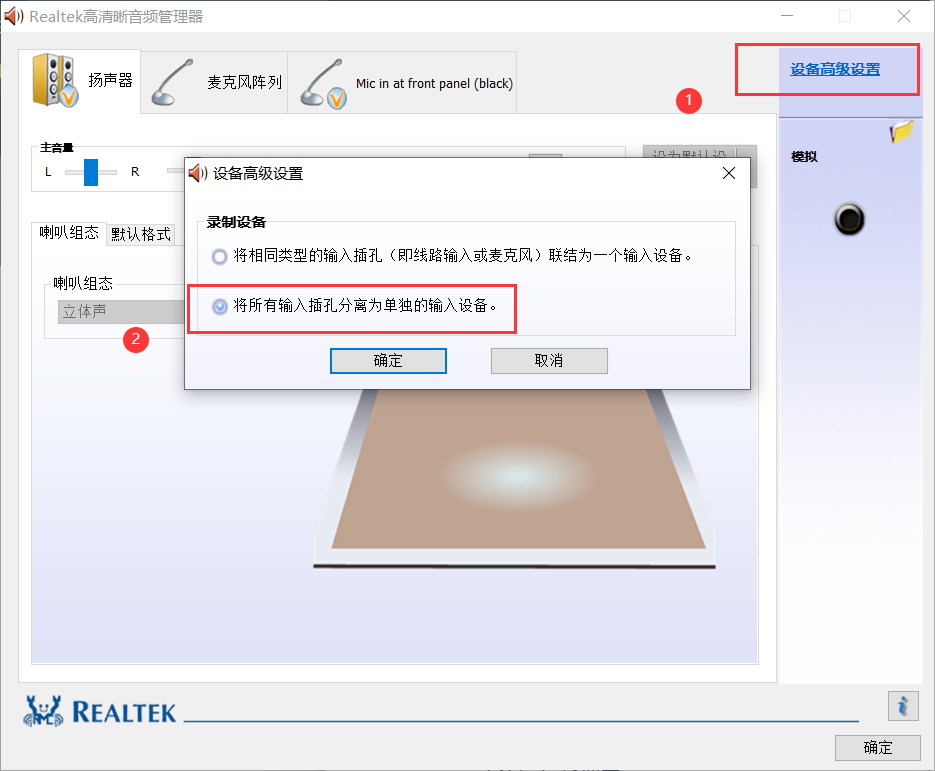 Realtek高清晰音频管理器
扬声器
麦克风阵列
Mic in at front panel (black)
设备高级设置
1
主音量
L
R
设为默认设
模拟
设备高级设置
录制设备
将相同类型的输入插孔（即线路输入或麦克风）联结为一个输入设备。
将所有输入插孔分离为单独的输入设备。
确定
取消
喇叭组态
默认格式
喇叭组态
立体声
2
REALTEK
i
确定